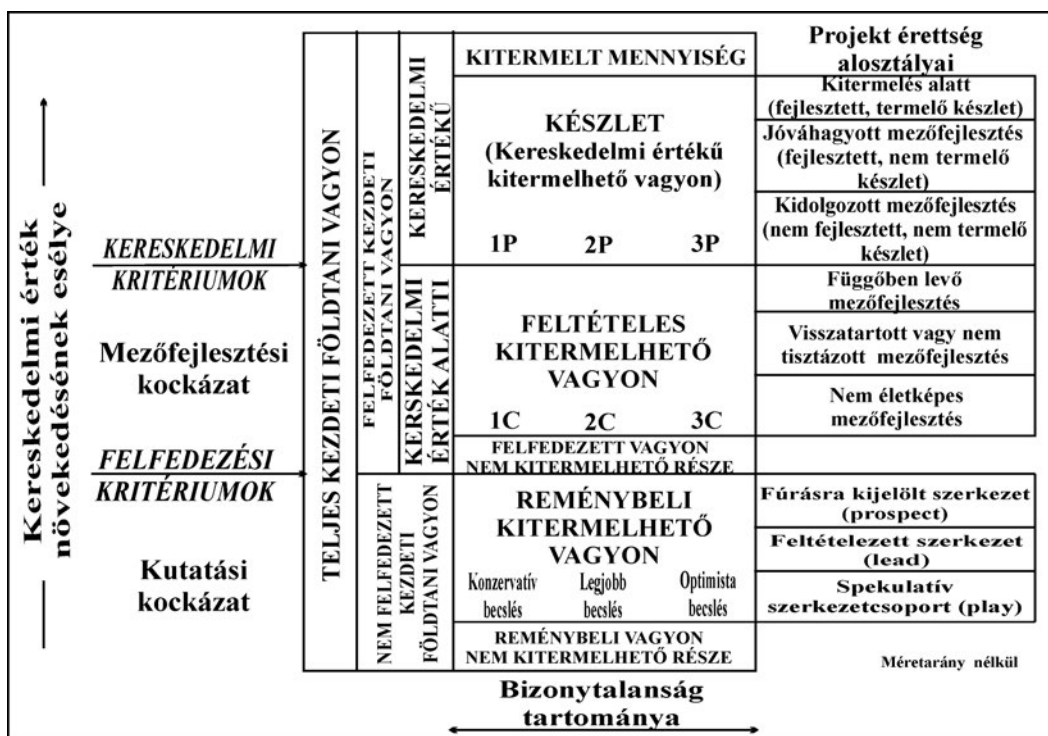 Kereskedelmi érték
növekedésének esélye
KERESKEDELMI
KRITÉRIUMOK
Mezőfejlesztési
kockázat
FELFEDEZÉSI
KRITÉRIUMOK
Kutatási
kockázat
TELJES KEZDETI FÖLDTANI VAGYON
FELFEDEZETT KEZDETI
FÖLDTANI VAGYON
NEM FELFEDEZETT
KEZDETI
FÖLDTANI VAGYON
KERESKEDELMI
ÉRTÉKŰ
KERSKEDELMI
ÉRTÉK ALATTI
KITERMELT MENNYISÉG
KÉSZLET
(Kereskedelmi értékű
kitermelhető vagyon)
1P 2P 3P
FELTÉTELES
KITERMELHETŐ
VAGYON
1C 2C 3C
FELFEDEZETT VAGYON
NEM KITERMELHETŐ RÉSZE
REMÉNYBELI
KITERMELHETŐ
VAGYON
Konzervatív Legjobb Optimista
becslés becslés becslés
REMÉNYBELI VAGYON
NEM KITERMELHETŐ RÉSZE
Projekt érettség
alosztályai
Kitermelés alatt
(fejlesztett, termelő készlet)
Jóváhagyott mezőfejlesztés
(fejlesztett, nem termelő
készlet)
Kidolgozott mezőfejlesztés
(nem fejlesztett, nem termelő
készlet)
Függőben levő
mezőfejlesztés
Visszatartott vagy nem
tisztázott mezőfejlesztés
Nem életképes
mezőfejlesztés
Fúrásra kijelölt szerkezet
(prospect)
Feltételezett szerkezet
(lead)
Spekulatív
szerkezetcsoport (play)
Méretarány nélkül
Bizonytalanság
tartománya